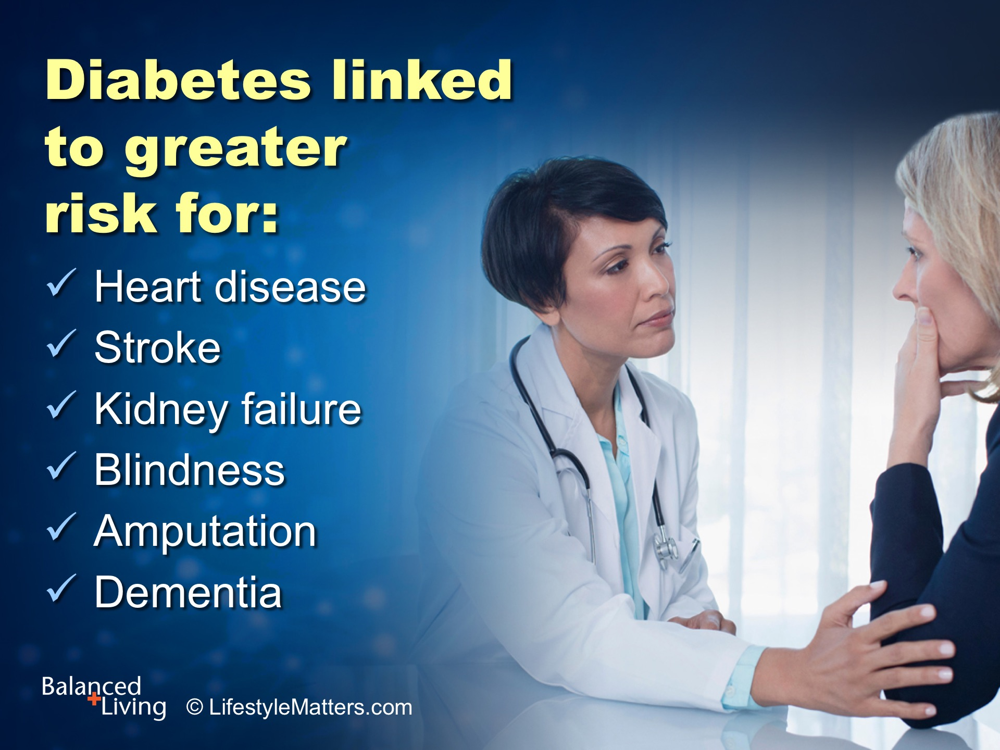 Diabetes linked
to greater
risk for:
✓ Heart disease
✓ Stroke
✓ Kidney failure
✓ Blindness
✓ Amputation
✓ Dementia
Balanced
Living © LifestyleMatters.com